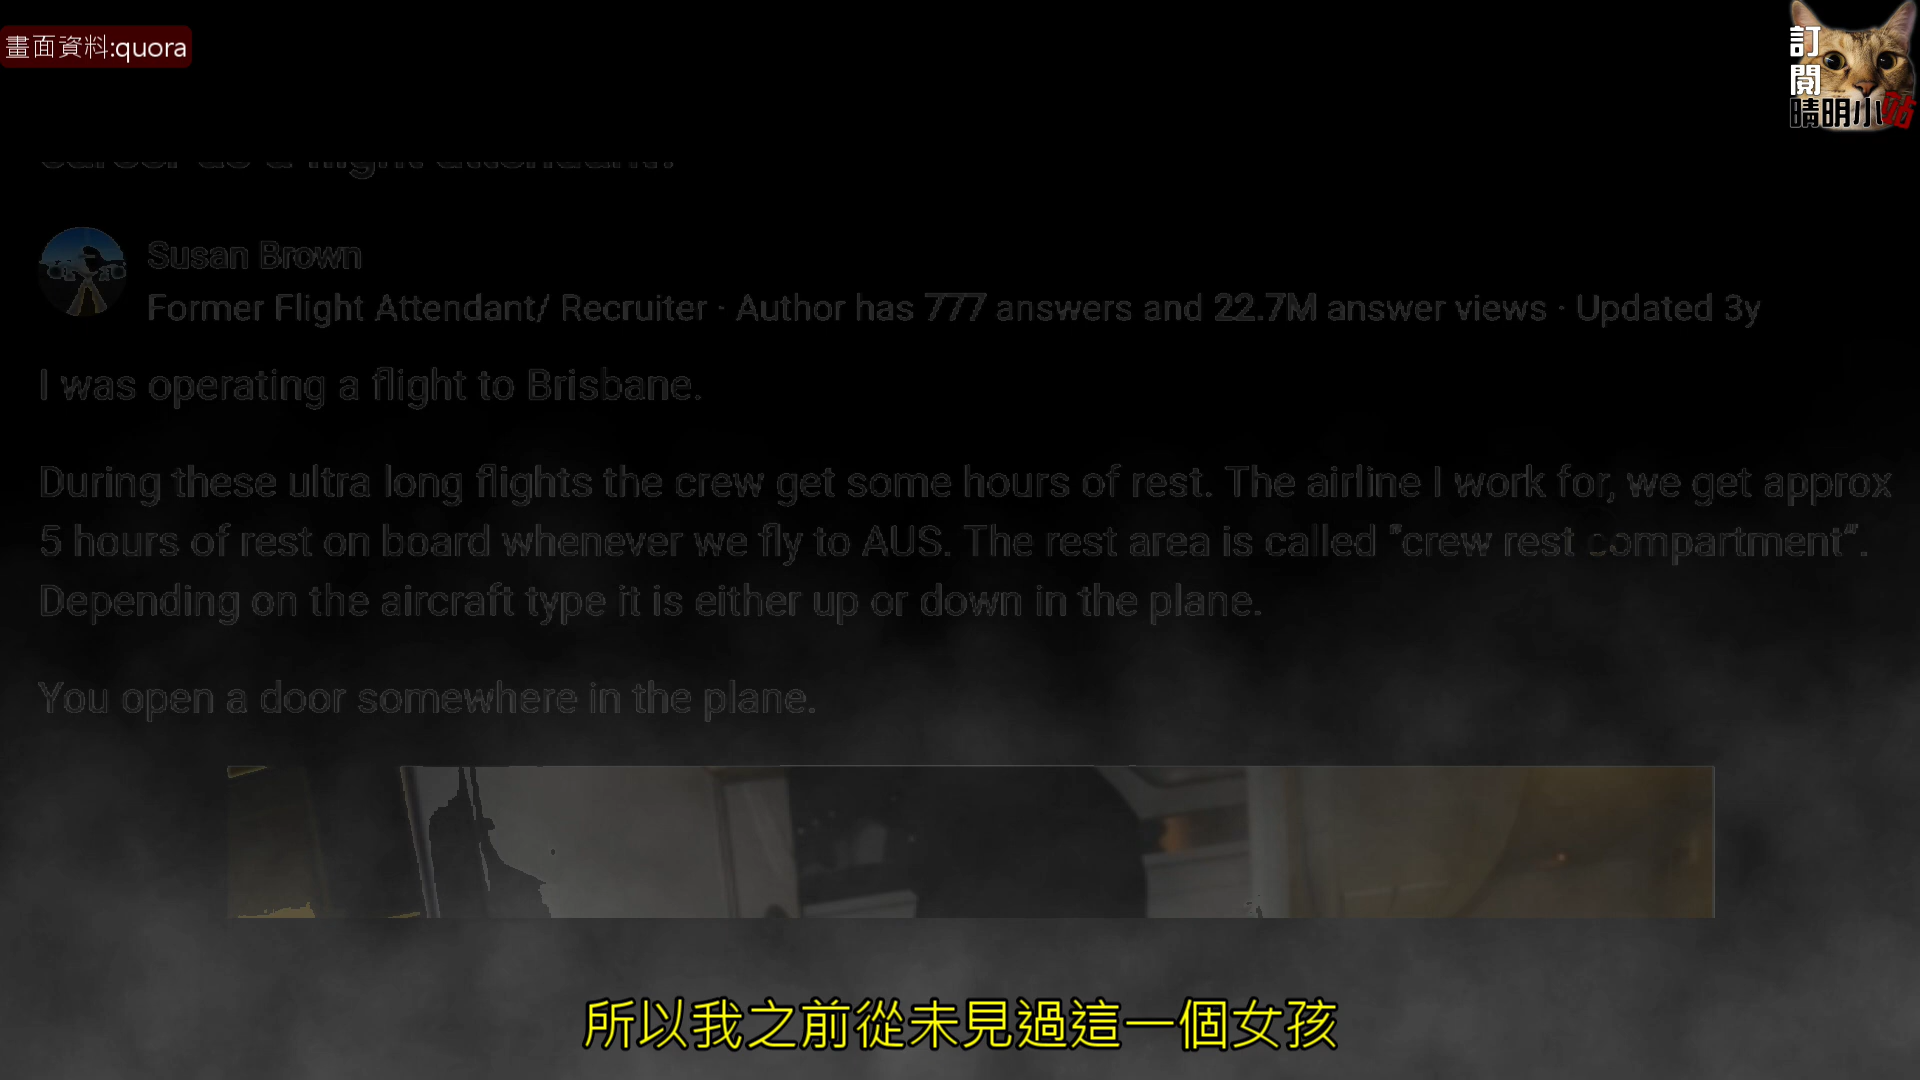 畫面資料:quora
訂閱
晴明小站
career as a flight attendant?
Susan Brown
Former Flight Attendant/ Recruiter · Author has 777 answers and 22.7M answer views · Updated 3y
I was operating a flight to Brisbane.
During these ultra long flights the crew get some hours of rest. The airline I work for, we get approx
5 hours of rest on board whenever we fly to AUS. The rest area is called “crew rest compartment”.
Depending on the aircraft type it is either up or down in the plane.
You open a door somewhere in the plane.
所以我之前從未見過這一個女孩